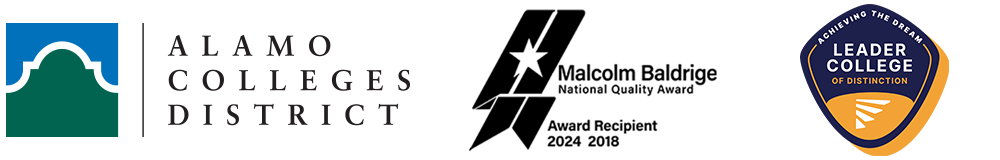 ALAMO
COLLEGES
DISTRICT
Malcolm Baldrige
National Quality Award
Award Recipient
2024 2018
ACHIEVING THE DREAM
LEADER
COLLEGE
OF DISTINCTION